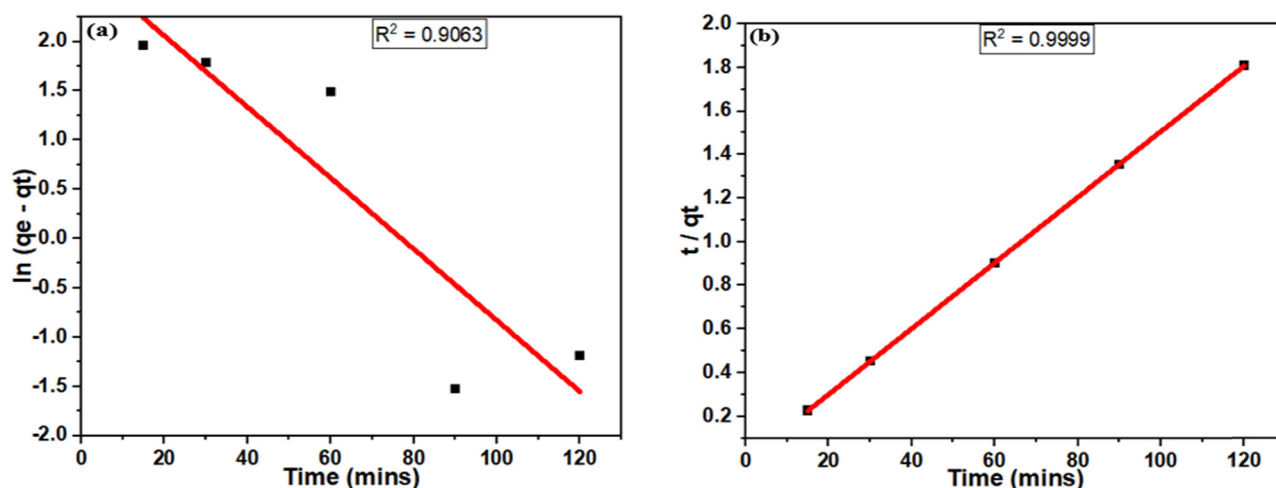 (a)
R² = 0.9063
2.0
1.5
1.0
0.5
0.0
-0.5
-1.0
-1.5
-2.0
ln (qe - qt)
0 20 40 60 80 100 120
Time (mins)
(b)
R² = 0.9999
2.0
1.8
1.6
1.4
1.2
1.0
0.8
0.6
0.4
0.2
t / qt
0 20 40 60 80 100 120
Time (mins)